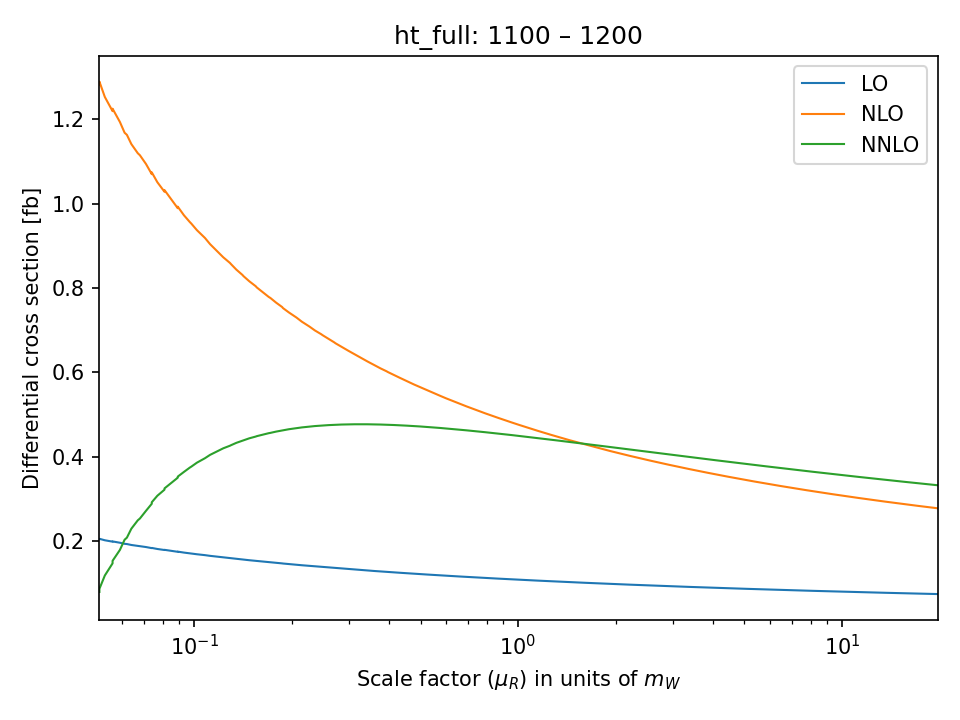 ht_full: 1100 – 1200
LO
NLO
NNLO
Differential cross section [fb]
1.2
1.0
0.8
0.6
0.4
0.2
10⁻¹
10⁰
10¹
Scale factor (μ_R) in units of m_W